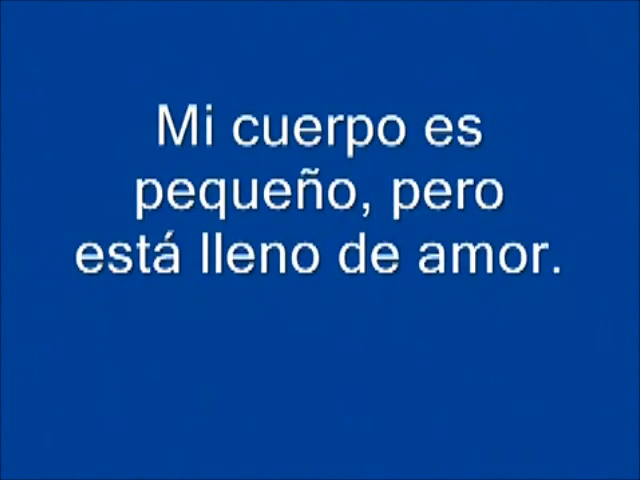 Mi cuerpo es
pequeño, pero
está lleno de amor.